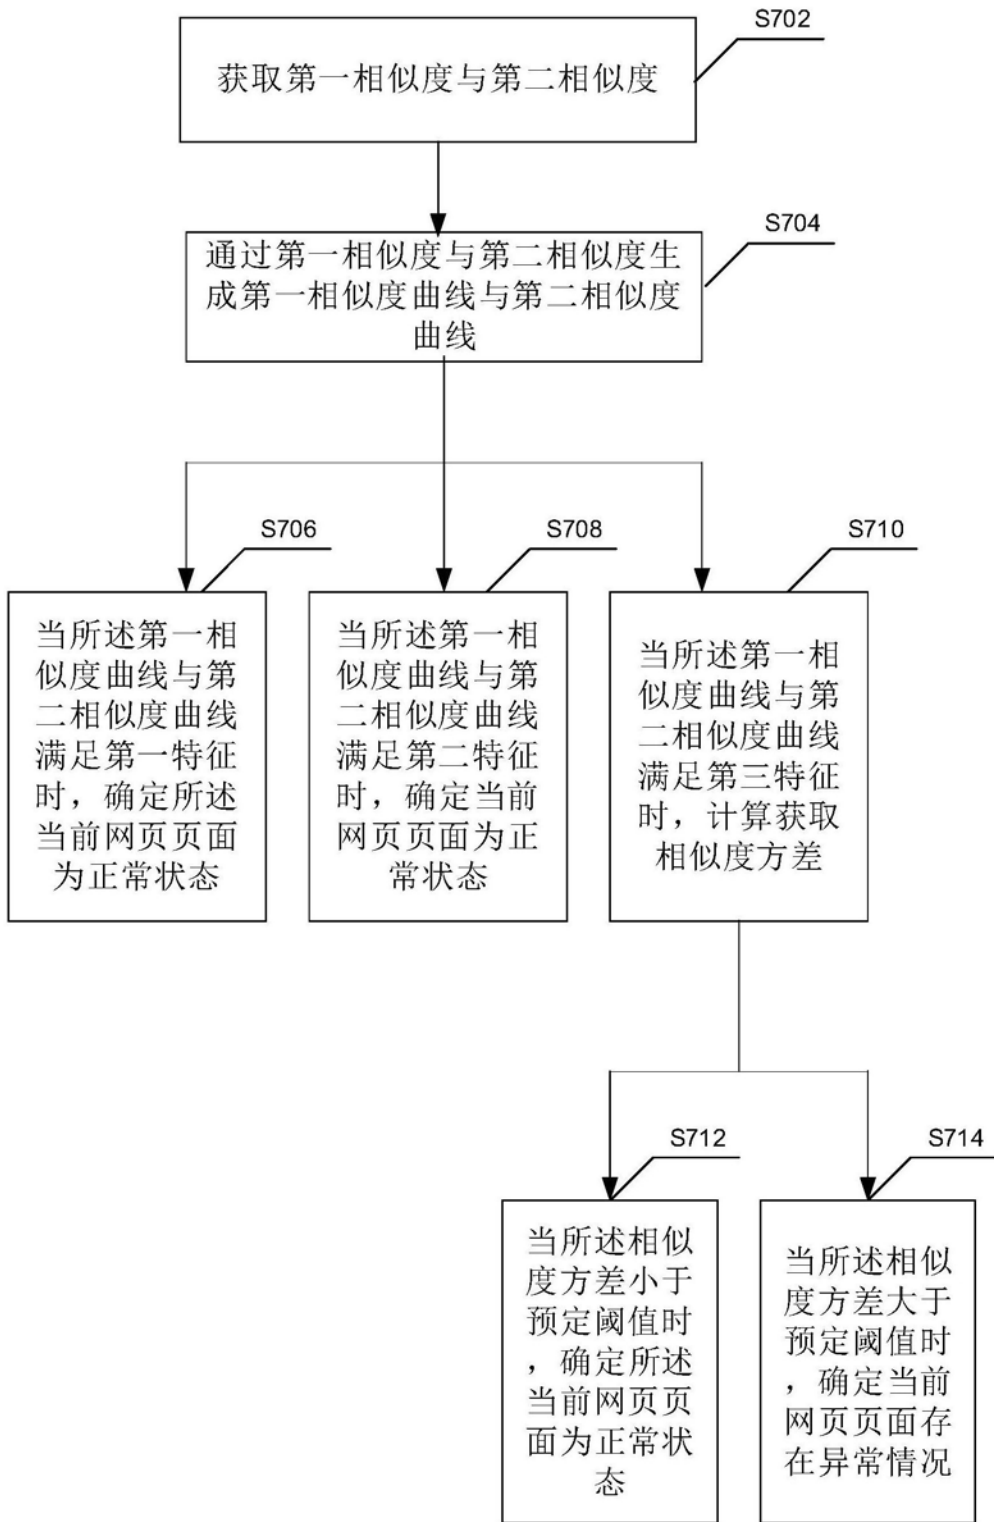 S702
获取第一相似度与第二相似度
S704
通过第一相似度与第二相似度生
成第一相似度曲线与第二相似度
曲线
S706
当所述第一相
似度曲线与第
二相似度曲线
满足第一特征
时，确定所述
当前网页页面
为正常状态
S708
当所述第一相
似度曲线与第
二相似度曲线
满足第二特征
时，确定当前
网页页面为正
常状态
S710
当所述第一相
似度曲线与第
二相似度曲线
满足第三特征
时，计算获取
相似度方差
S712
当所述相似
度方差小于
预定阈值时
，确定所述
当前网页页
面为正常状
态
S714
当所述相似
度方差大于
预定阈值时
，确定当前
网页页面存
在异常情况